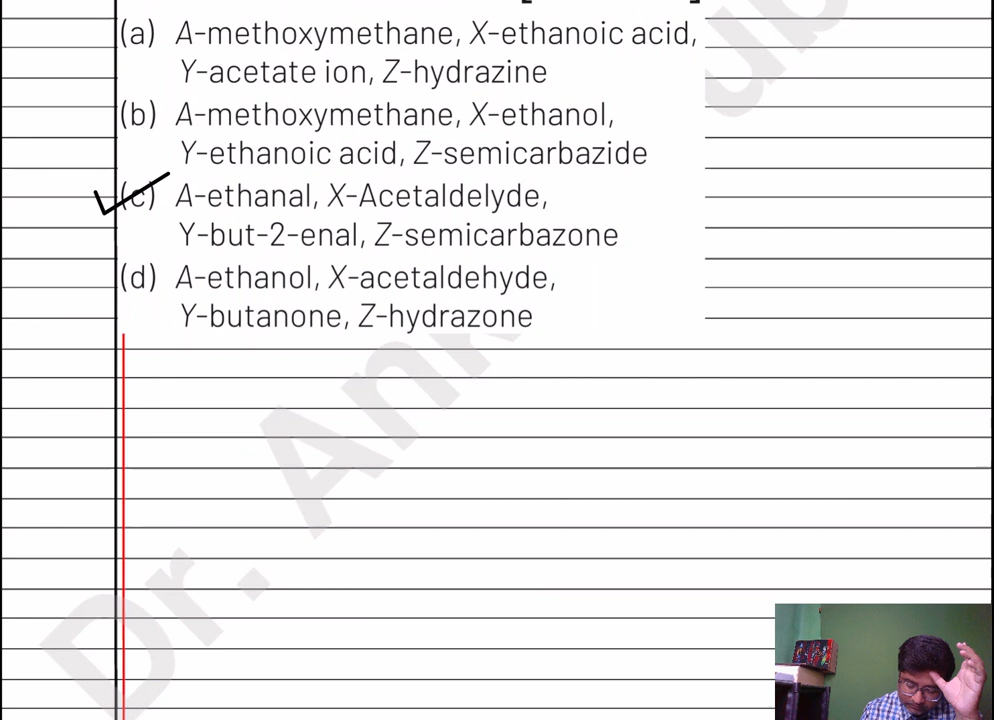 (a) A-methoxymethane, X-ethanoic acid,
Y-acetate ion, Z-hydrazine
(b) A-methoxymethane, X-ethanol,
Y-ethanoic acid, Z-semicarbazide
(c) A-ethanal, X-Acetaldelyde,
Y-but-2-enal, Z-semicarbazone
(d) A-ethanol, X-acetaldehyde,
Y-butanone, Z-hydrazone
Dr.